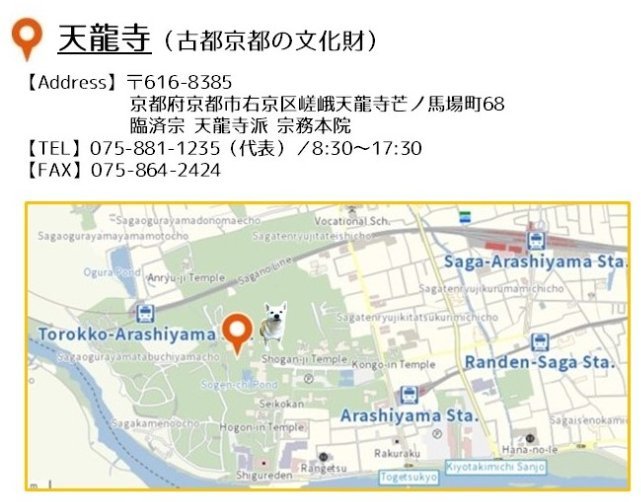 天龍寺（古都京都の文化財）
【Address】〒616-8385
京都府京都市右京区嵯峨天龍寺芒ノ馬場町68
臨済宗 天龍寺派 宗務本院
【TEL】075-881-1235（代表）／8:30～17:30
【FAX】075-864-2424
Sagaogurayamadonomaecho
Vocational Sch.
Sagaogurayamayamamotocho
Sagatenryujitateishicho
Saga-Arashiyama Sta.
Ogura Pond
Anryu-ji Temple
Sagano Line
Sagatenryujikurumamichicho
Torokko-Arashiyama
Sagatenryujikitatsukurimichicho
Sagaogurayamatabuchiyamacho
Shogan-ji Temple
Kongo-in Temple
Randen-Saga Sta.
Sogen-chi Pond
Seikokan
Arashiyama Sta.
Sagakamenoocho
Hogon-in Temple
Sagaisenokamicho
Rakuraku
Hana-no-Ie
Rangetsu
Kiyotakimichi Sanjo
Shigureden
Togetsukyo